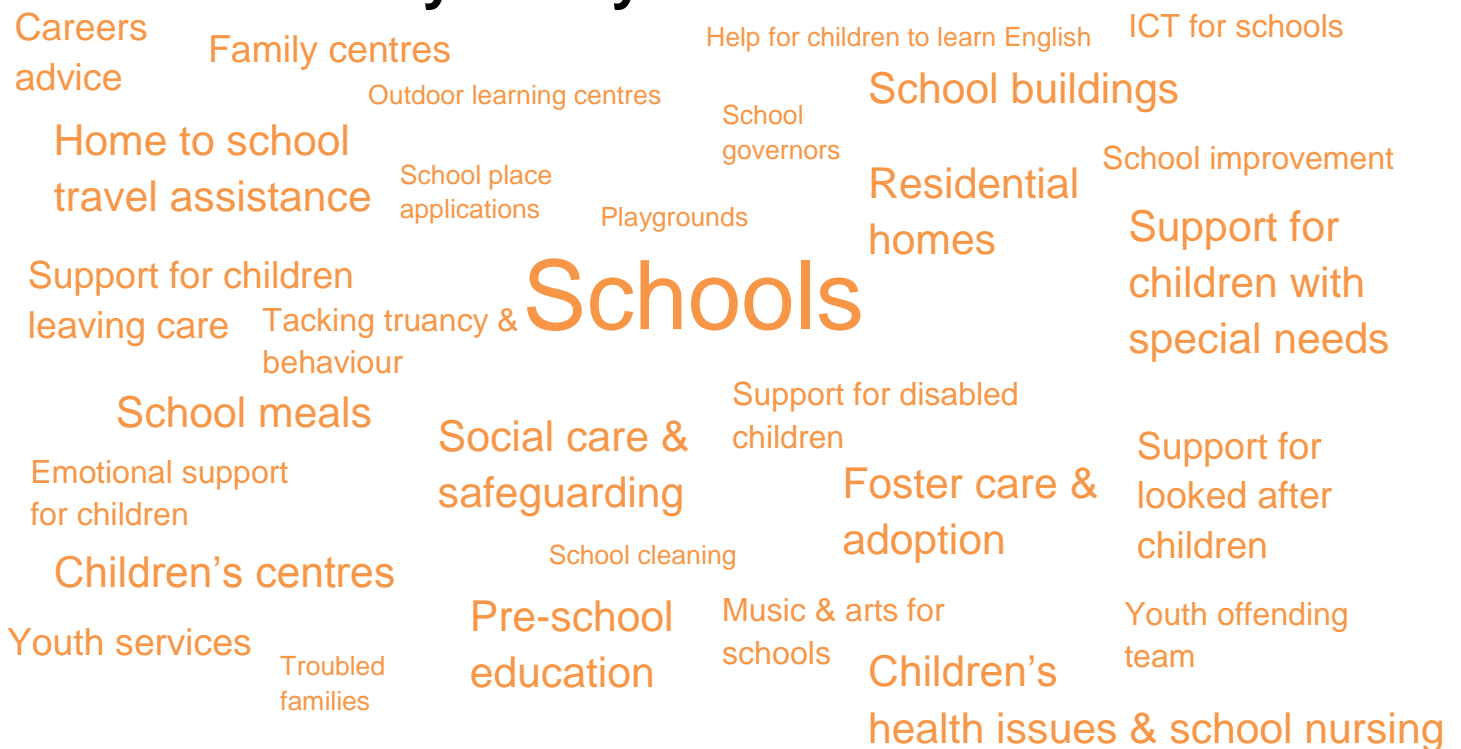 Careers
advice
Family centres
Help for children to learn English
ICT for schools
Outdoor learning centres
School buildings
School
governors
Home to school
travel assistance
School place
applications
Playgrounds
Residential
homes
School improvement
Support for
children with
special needs
Support for children
leaving care
Tacking truancy &
behaviour
Schools
School meals
Social care &
safeguarding
Support for disabled
children
Emotional support
for children
Foster care &
adoption
Support for
looked after
children
Children's centres
School cleaning
Pre-school
education
Music & arts for
schools
Youth offending
team
Youth services
Troubled
families
Children's
health issues & school nursing